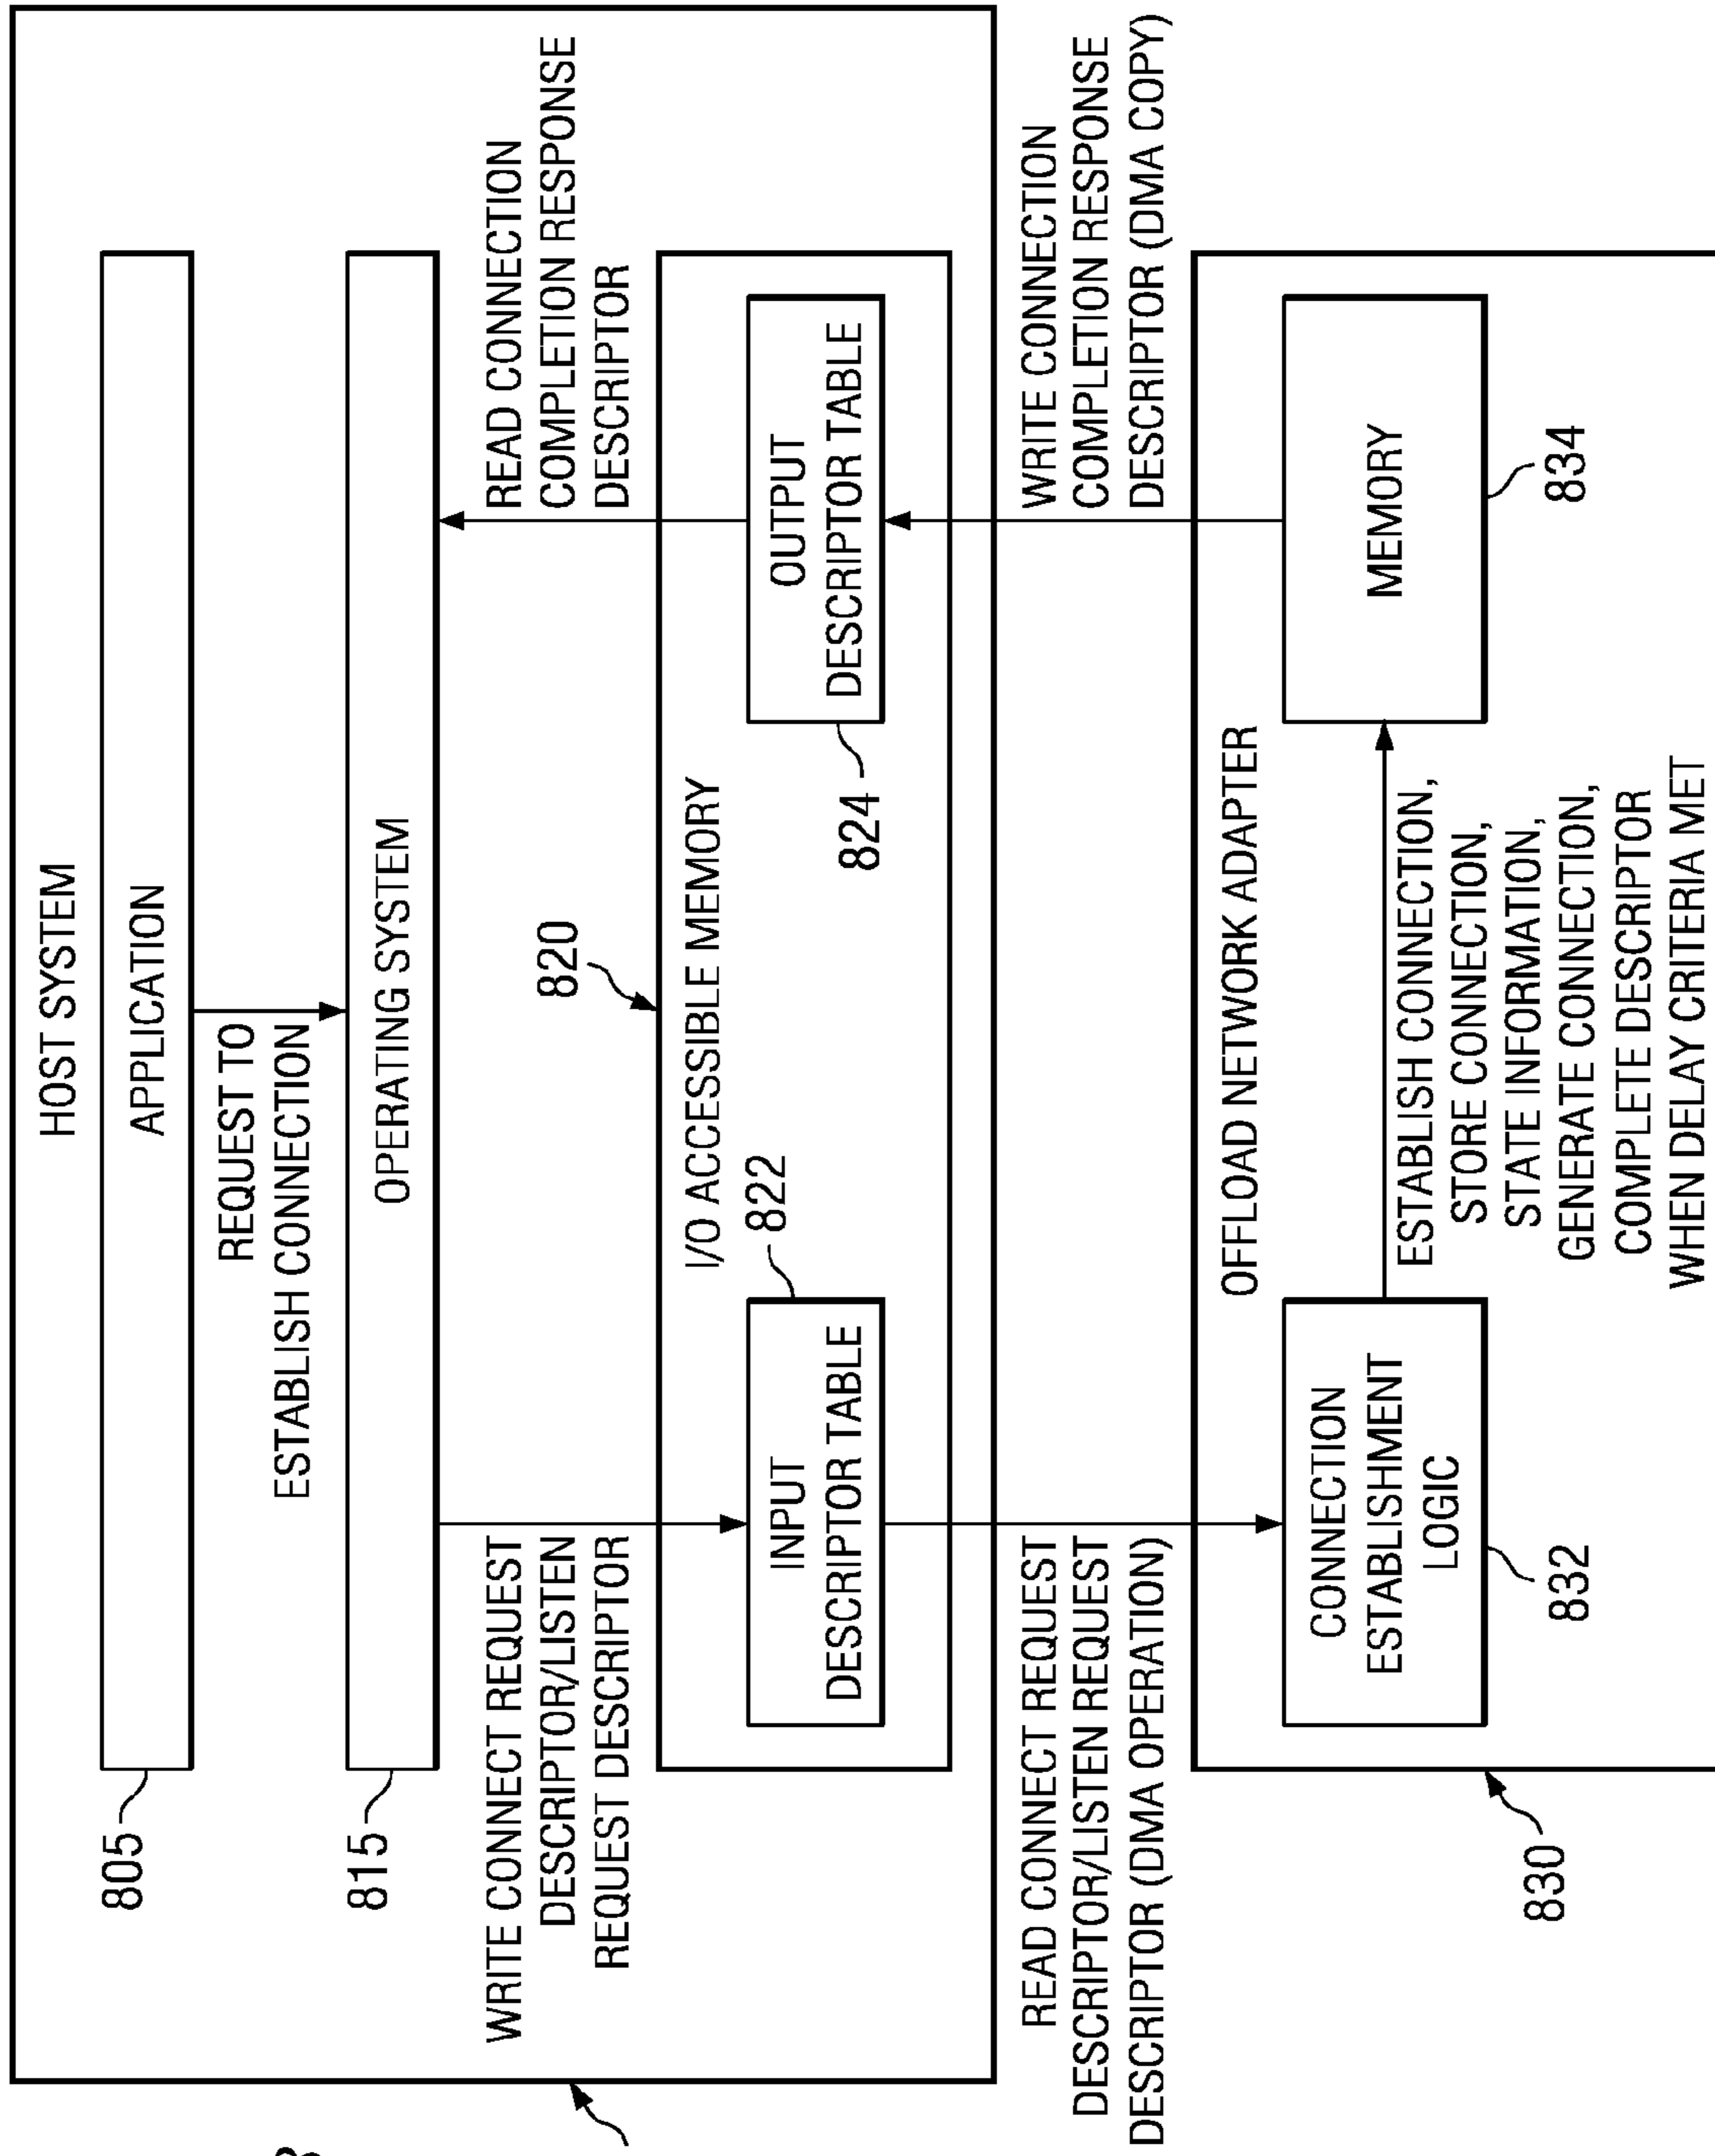 HOST SYSTEM
805
APPLICATION
REQUEST TO
ESTABLISH CONNECTION
815
OPERATING SYSTEM
WRITE CONNECT REQUEST
DESCRIPTOR/LISTEN
REQUEST DESCRIPTOR
READ CONNECTION
COMPLETION RESPONSE
DESCRIPTOR
820
I/O ACCESSIBLE MEMORY
822
INPUT
DESCRIPTOR TABLE
824
OUTPUT
DESCRIPTOR TABLE
READ CONNECT REQUEST
DESCRIPTOR/LISTEN REQUEST
DESCRIPTOR (DMA OPERATION)
WRITE CONNECTION
COMPLETION RESPONSE
DESCRIPTOR (DMA COPY)
OFFLOAD NETWORK ADAPTER
CONNECTION
ESTABLISHMENT
LOGIC
832
ESTABLISH CONNECTION,
STORE CONNECTION,
STATE INFORMATION,
GENERATE CONNECTION,
COMPLETE DESCRIPTOR
WHEN DELAY CRITERIA MET
MEMORY
834
830